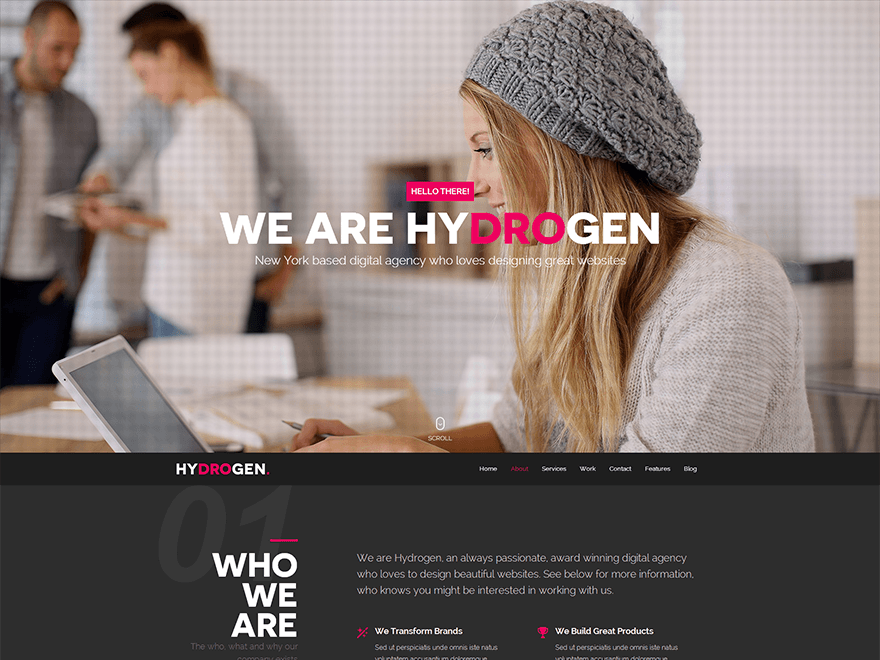 HELLO THERE!
WE ARE HYDROGEN
New York based digital agency who loves designing great websites
SCROLL
HYDROGEN.
Home About Services Work Contact Features Blog
01
WHO
WE
ARE
The who, what and why our
company exists
We are Hydrogen, an always passionate, award winning digital agency
who loves to design beautiful websites. See below for more information,
who knows you might be interested in working with us.
We Transform Brands
Sed ut perspiciatis unde omnis iste natus
voluptatem accusantium doloremque
We Build Great Products
Sed ut perspiciatis unde omnis iste natus
voluptatem accusantium doloremque